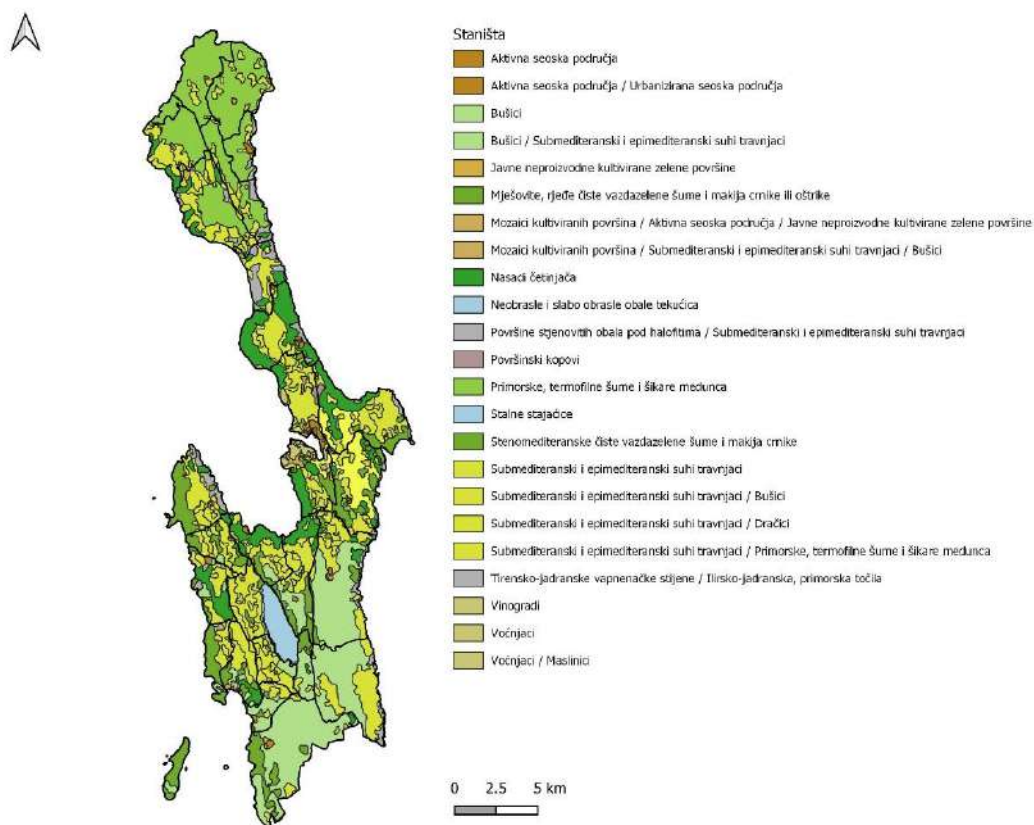 Staništa
Aktivna seoska područja
Aktivna seoska područja / Urbanizirana seoska područja
Bušici
Bušici / Submediteranski i epimediteranski suhi travnjaci
Javne neproizvodne kultivirane zelene površine
Mješovite, rjeđe čiste vazdazelene šume i makija crnike ili oštrike
Mozaici kultiviranih površina / Aktivna seoska područja / Javne neproizvodne kultivirane zelene površine
Mozaici kultiviranih površina / Submediteranski i epimediteranski suhi travnjaci / Bušici
Nasadi četinjača
Neobrasle i slabo obrasle obale tekućica
Površine stjenovitih obala pod halofitima / Submediteranski i epimediteranski suhi travnjaci
Površinski kopovi
Primorske, termofilne šume i šikare medunca
Stalne stajaćice
Stenomediteranske čiste vazdazelene šume i makija crnike
Submediteranski i epimediteranski suhi travnjaci
Submediteranski i epimediteranski suhi travnjaci / Bušici
Submediteranski i epimediteranski suhi travnjaci / Dračici
Submediteranski i epimediteranski suhi travnjaci / Primorske, termofilne šume i šikare medunca
Tirensko-jadranske vapnenačke stijene / Ilirsko-jadranska, primorska točila
Vinogradi
Voćnjaci
Voćnjaci / Maslinici
0 2.5 5 km